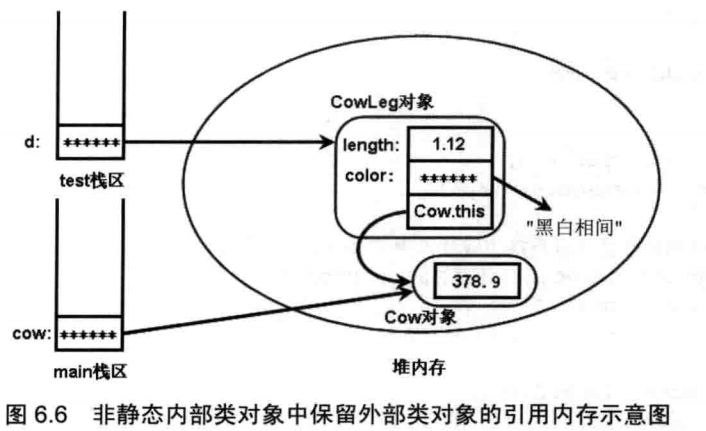 CowLeg对象
d:
******
length:
1.12
color:
******
test栈区
Cow.this
"黑白相间"
378.9
cow:
******
Cow对象
main栈区
堆内存
图 6.6 非静态内部类对象中保留外部类对象的引用内存示意图